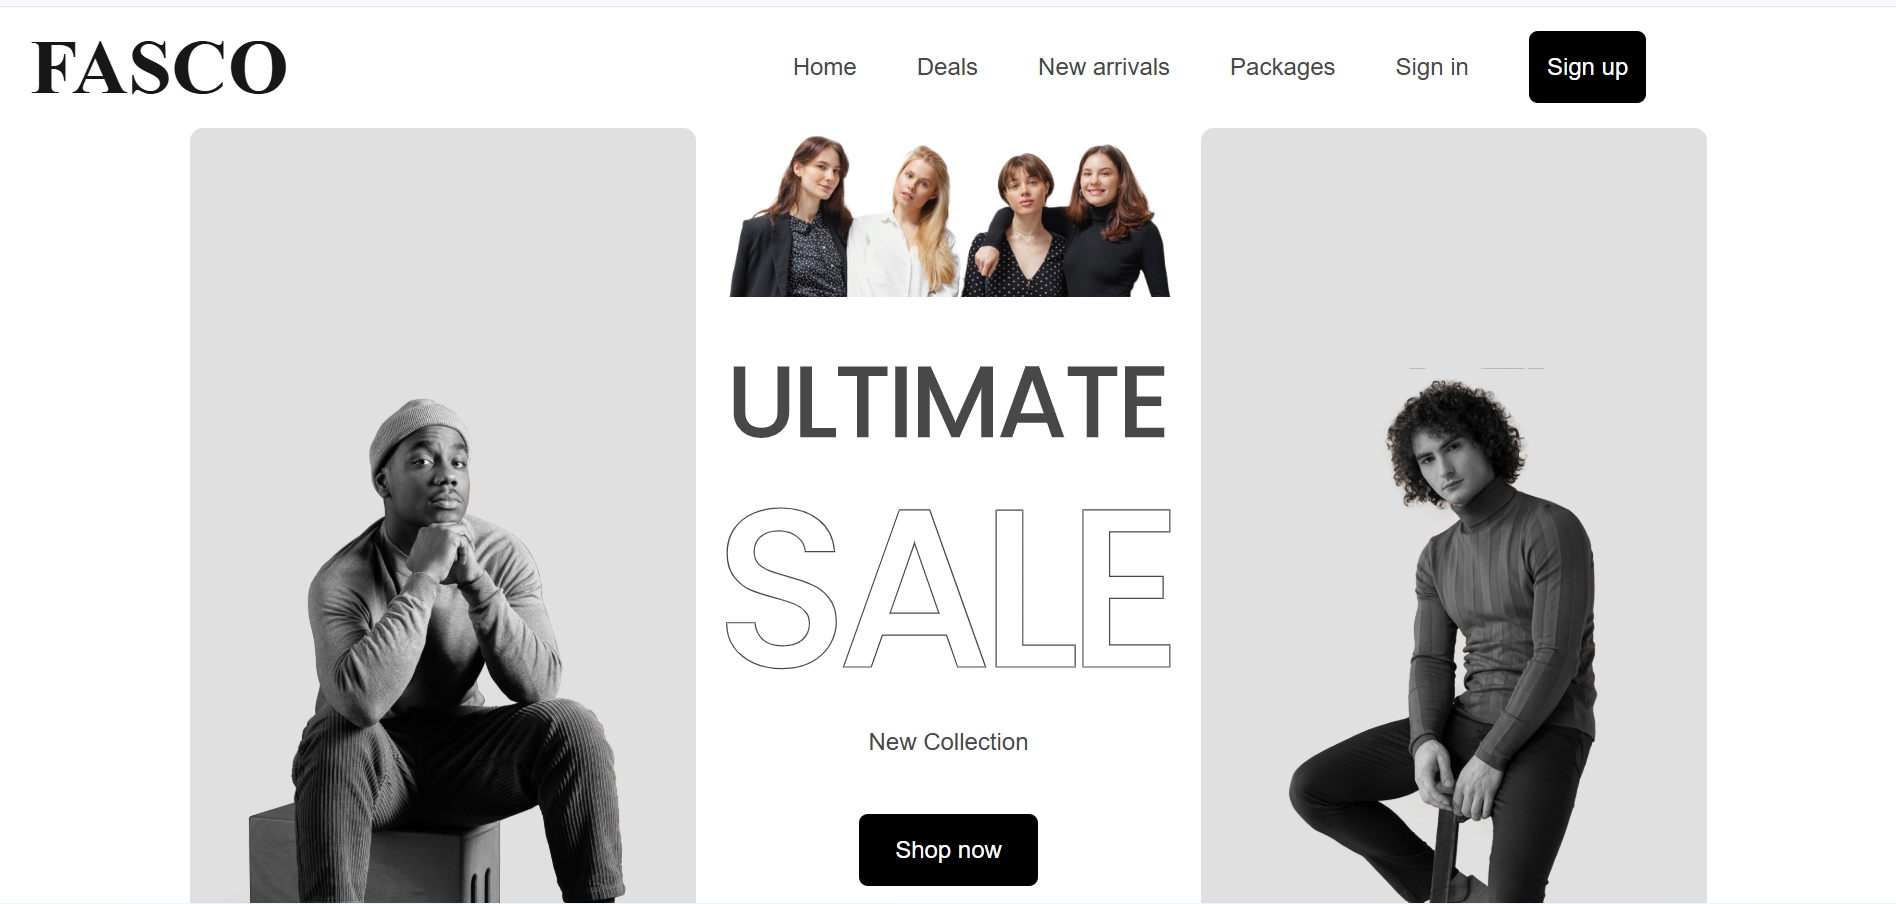 FASCO
Home Deals New arrivals Packages Sign in Sign up
ULTIMATE
SALE
New Collection
Shop now